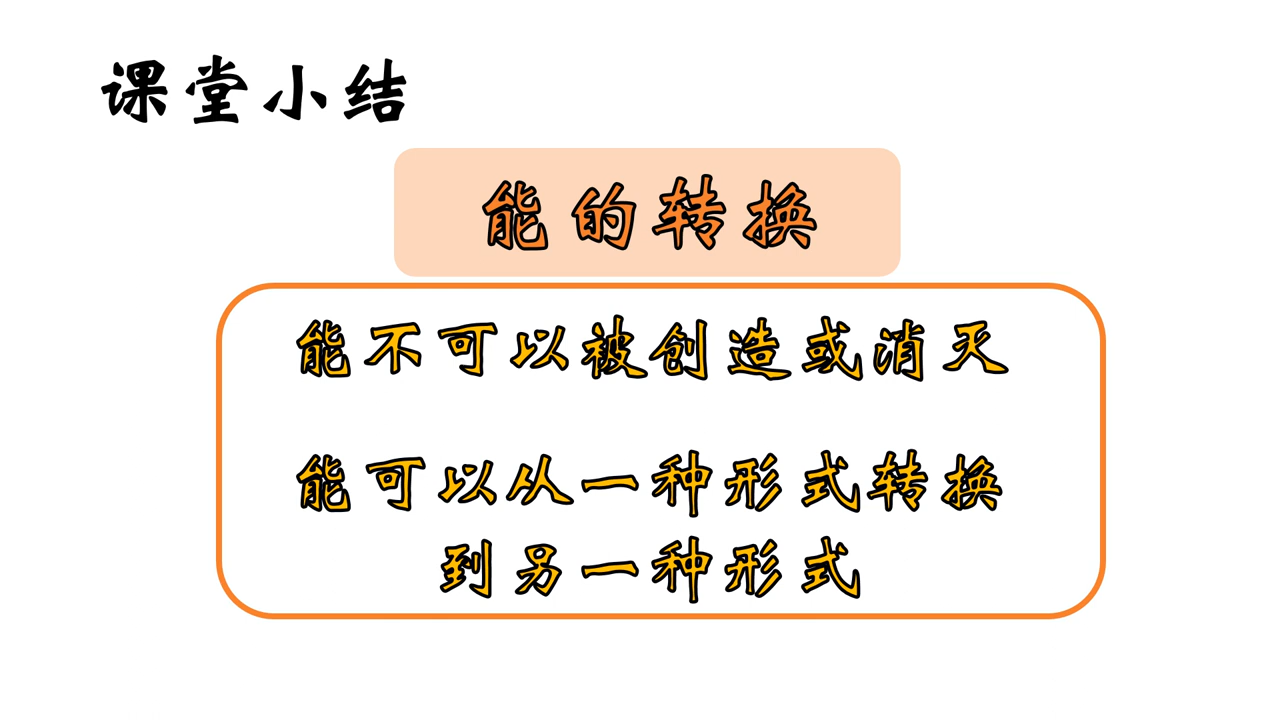 课堂小结
能的转换
能不可以被创造或消灭
能可以从一种形式转换
到另一种形式